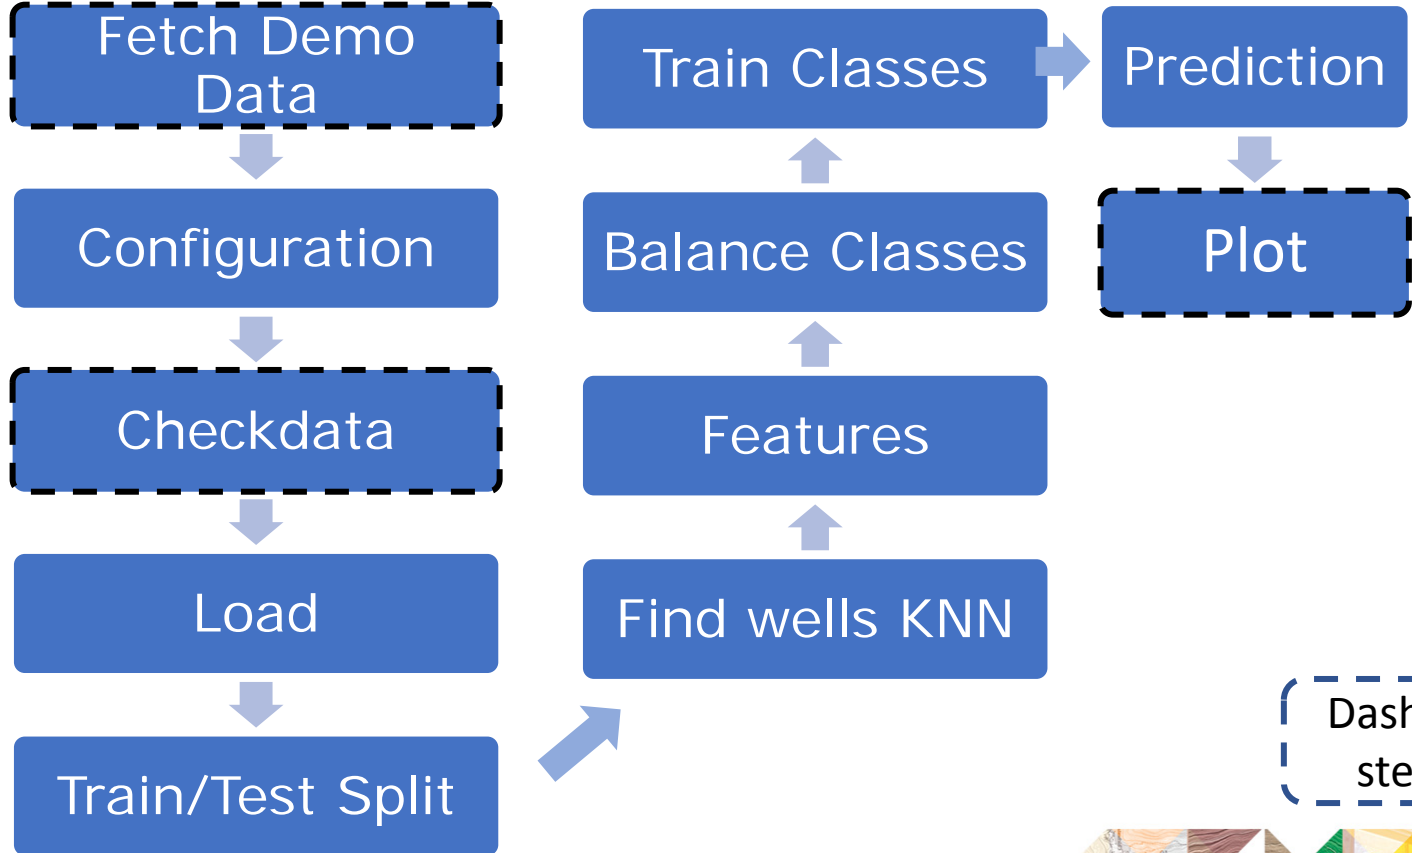 Fetch Demo
Data
Configuration
Checkdata
Load
Train/Test Split
Find wells KNN
Features
Balance Classes
Train Classes
Prediction
Plot